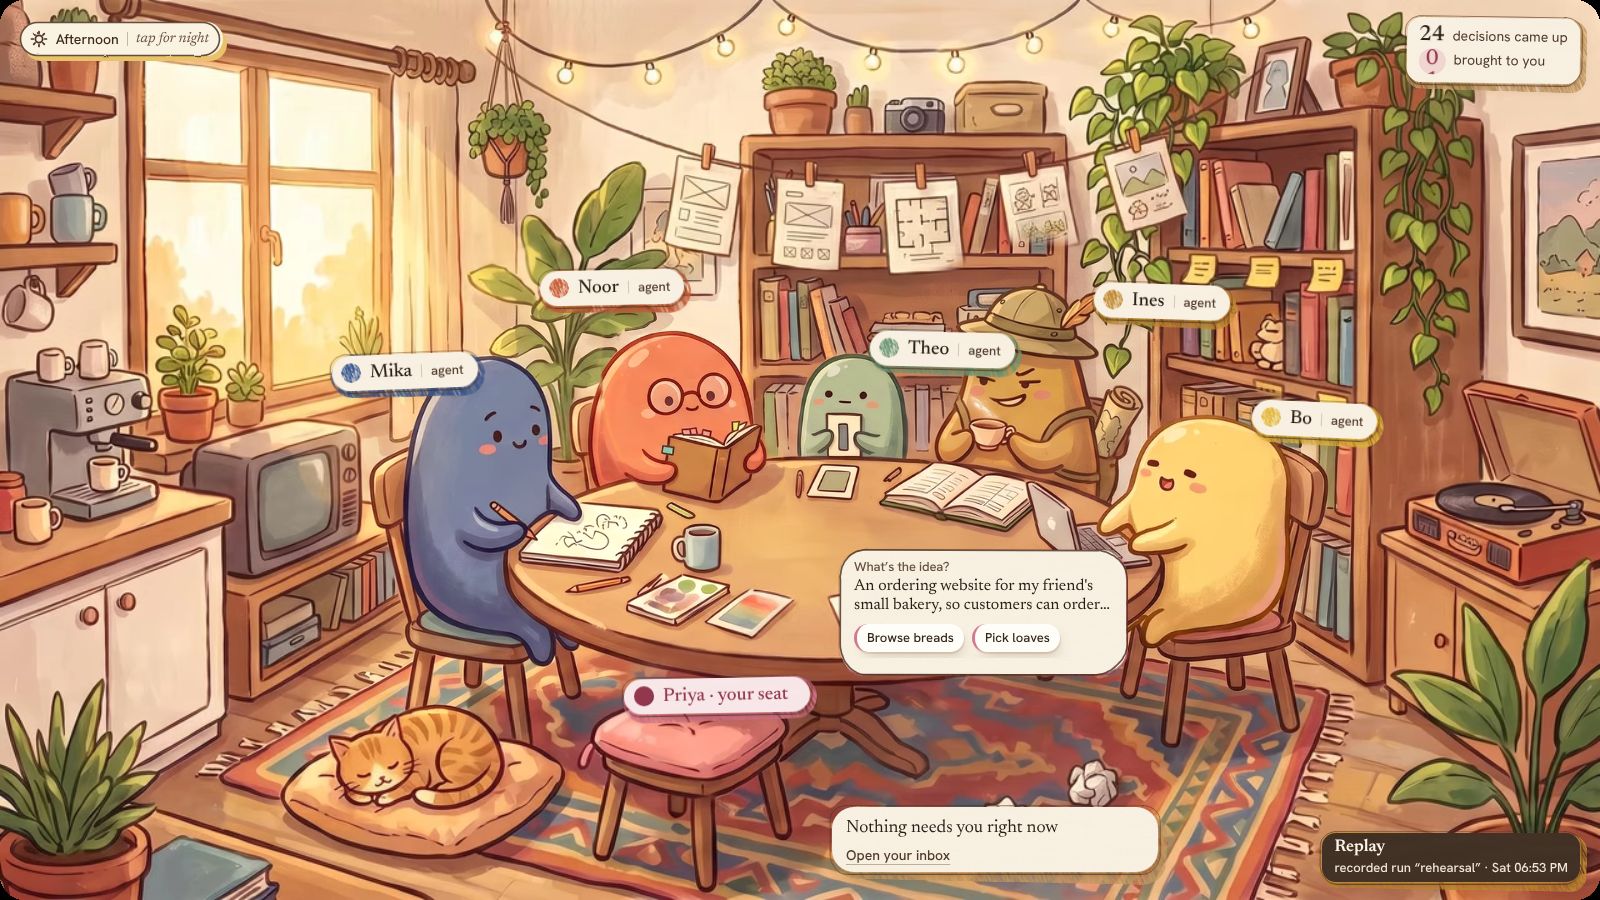 Afternoon tap for night
24 decisions came up
0 brought to you
Noor agent
Ines agent
Theo agent
Mika agent
Bo agent
What's the idea?
An ordering website for my friend's
small bakery, so customers can order...
Browse breads Pick loaves
Priya · your seat
Nothing needs you right now
Open your inbox
Replay
recorded run “rehearsal” · Sat 06:53 PM